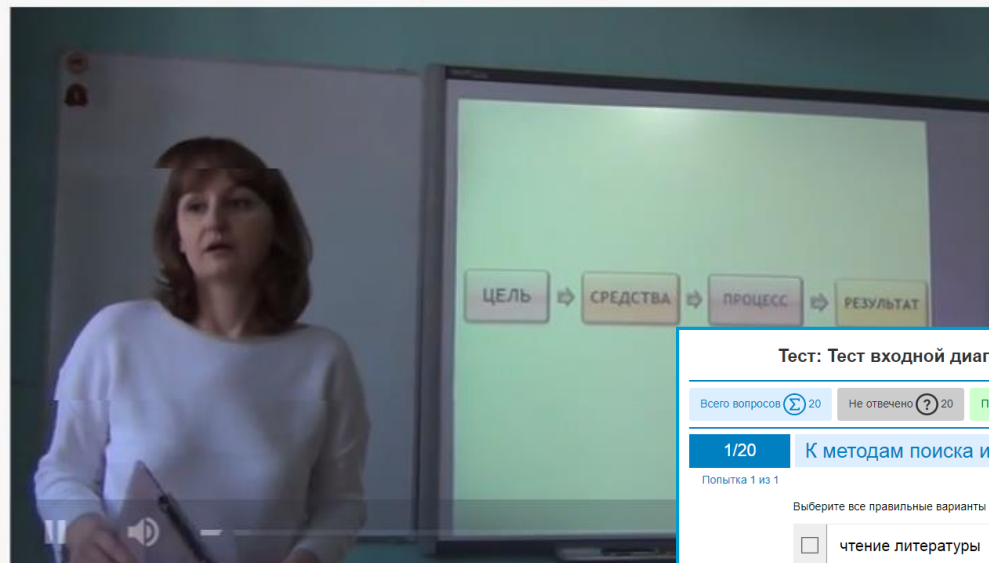 ЦЕЛЬ
СРЕДСТВА
ПРОЦЕСС
РЕЗУЛЬТАТ
Тест: Тест входной диаг
Всего вопросов Σ 20
Не отвечено ? 20
П
1/20
К методам поиска и
Попытка 1 из 1
Выберите все правильные варианты
чтение литературы